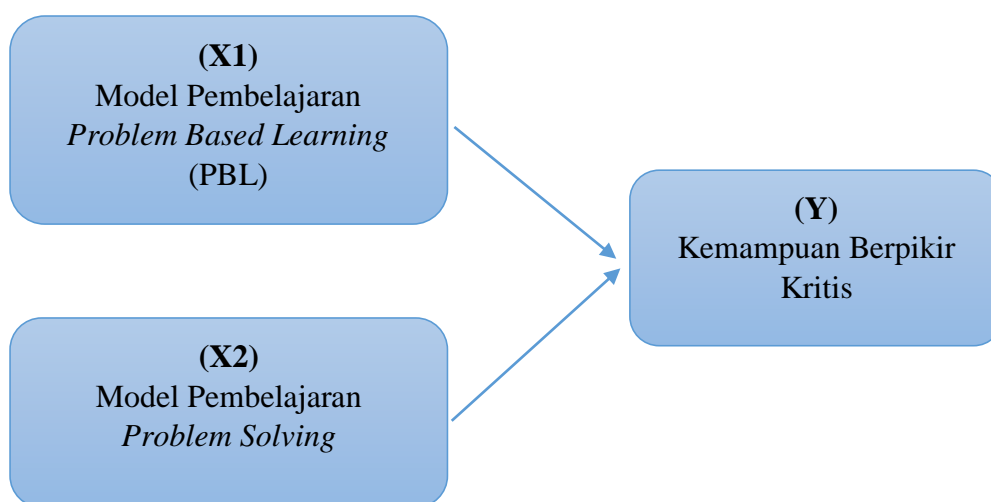 (X1)
Model Pembelajaran
Problem Based Learning
(PBL)
(Y)
Kemampuan Berpikir
Kritis
(X2)
Model Pembelajaran
Problem Solving